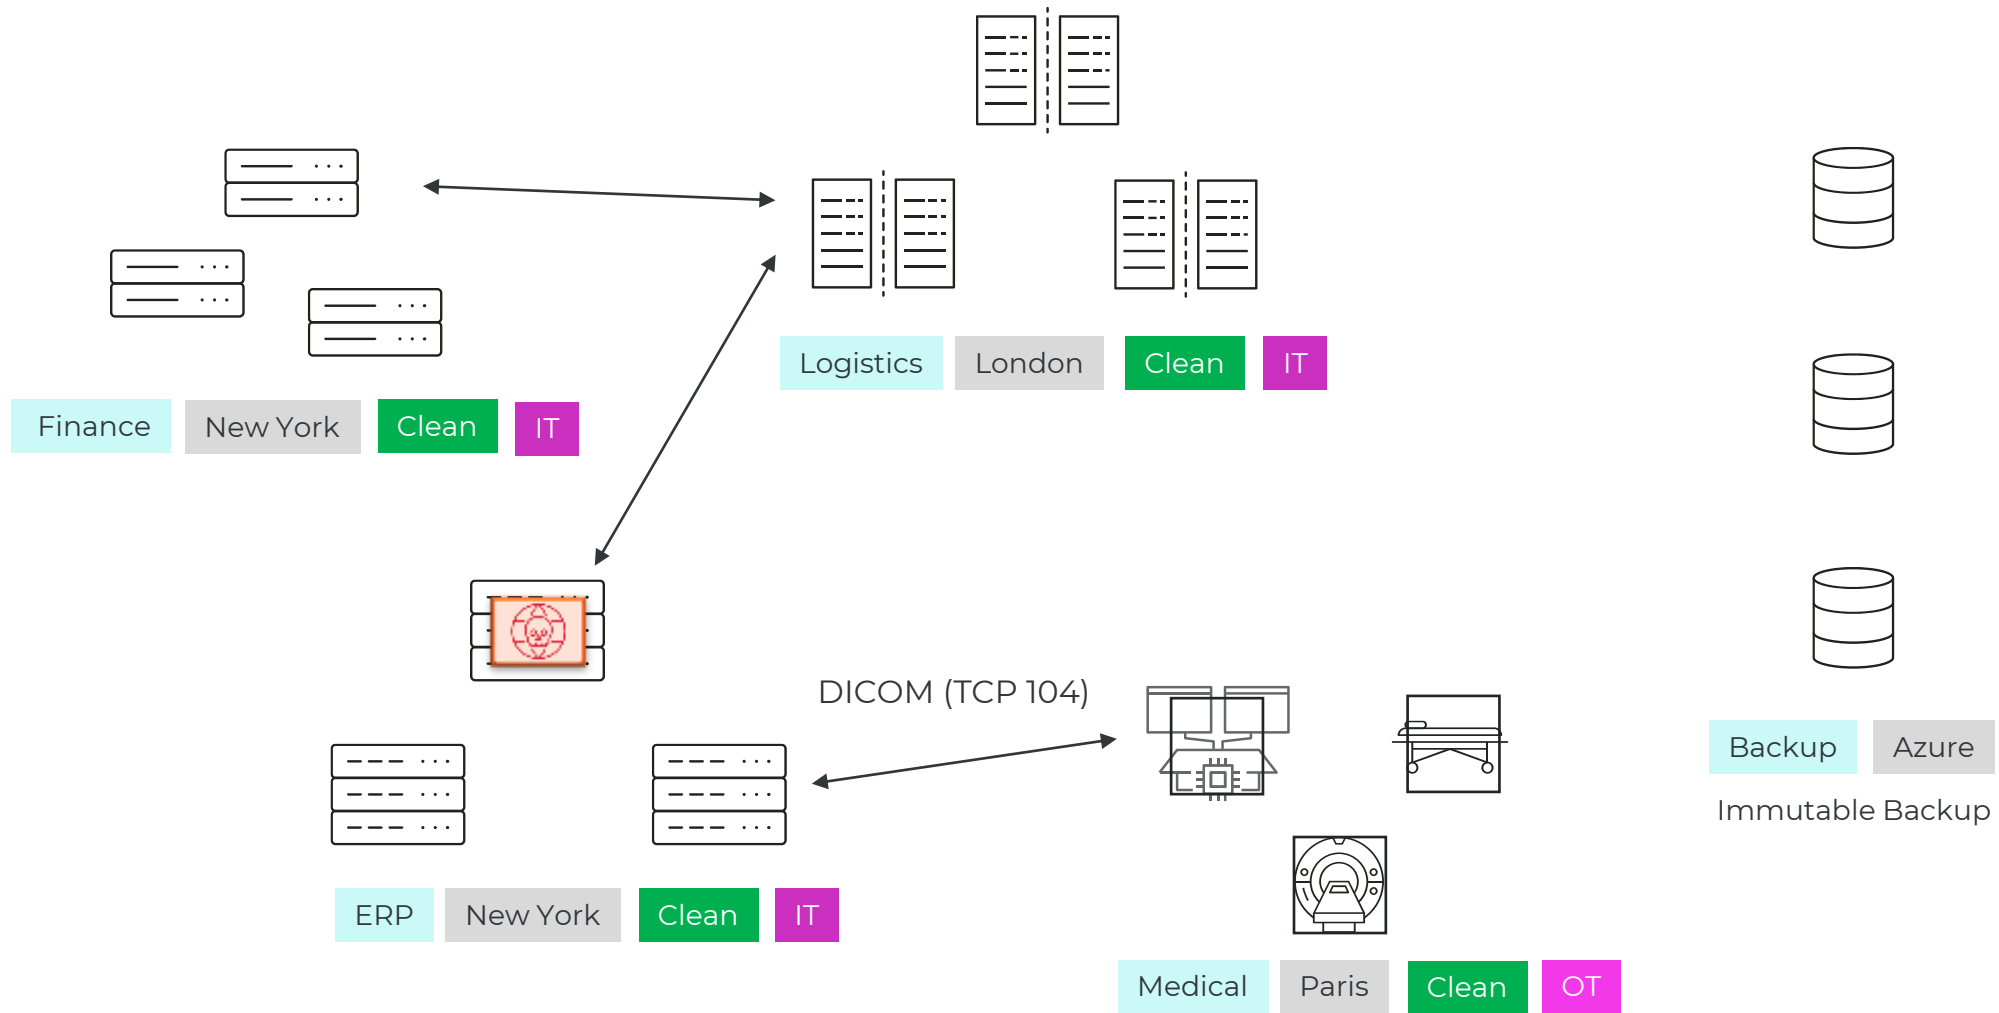 Logistics London Clean IT
Finance New York Clean IT
DICOM (TCP 104)
Backup Azure
Immutable Backup
ERP New York Clean IT
Medical Paris Clean OT